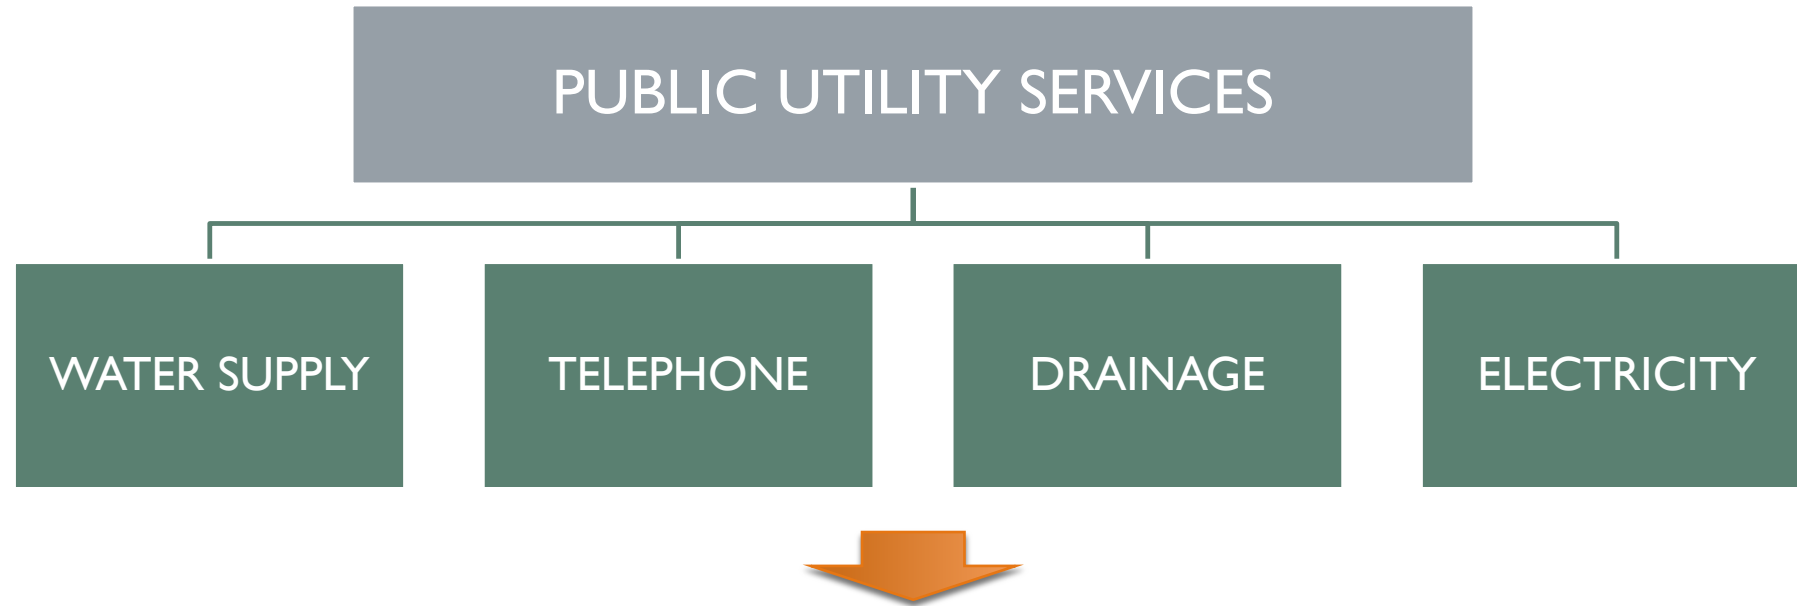 PUBLIC UTILITY SERVICES
WATER SUPPLY
TELEPHONE
DRAINAGE
ELECTRICITY